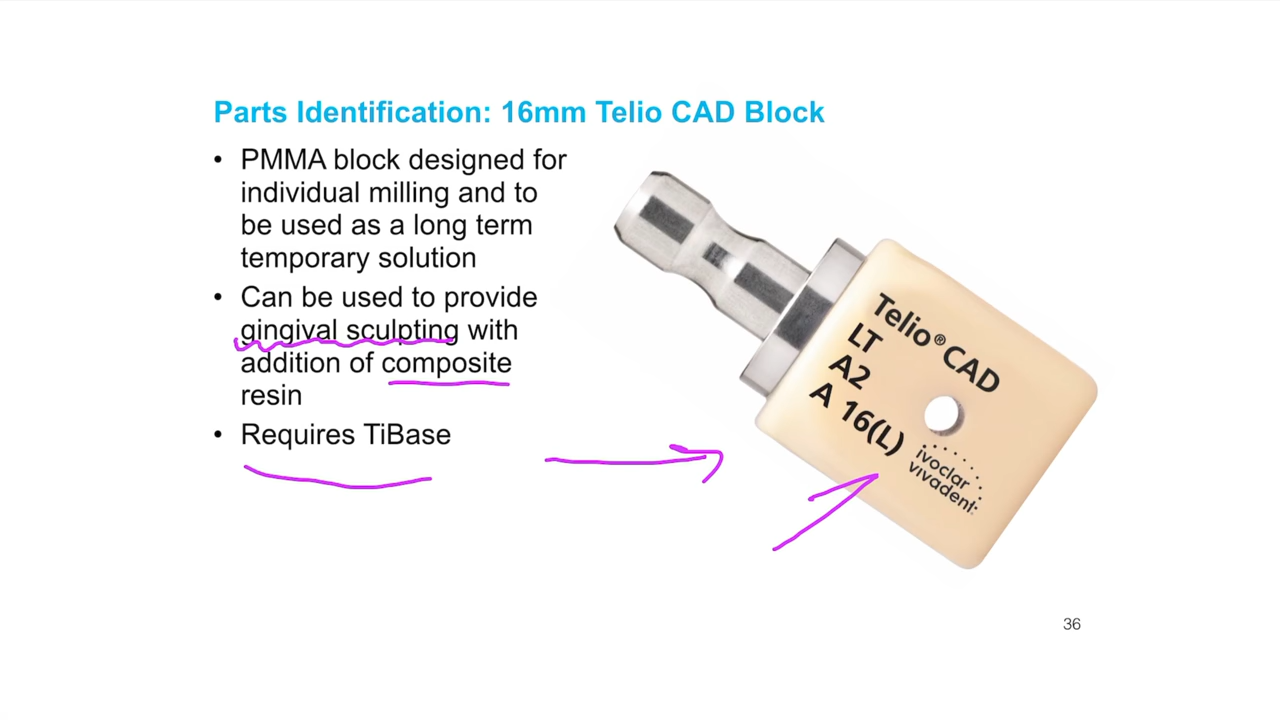 Parts Identification: 16mm Telio CAD Block
• PMMA block designed for
individual milling and to
be used as a long term
temporary solution
• Can be used to provide
gingival sculpting with
addition of composite
resin
• Requires TiBase
Telio® CAD
LT
A2
A 16(L)
ivoclar
vivadent:
36